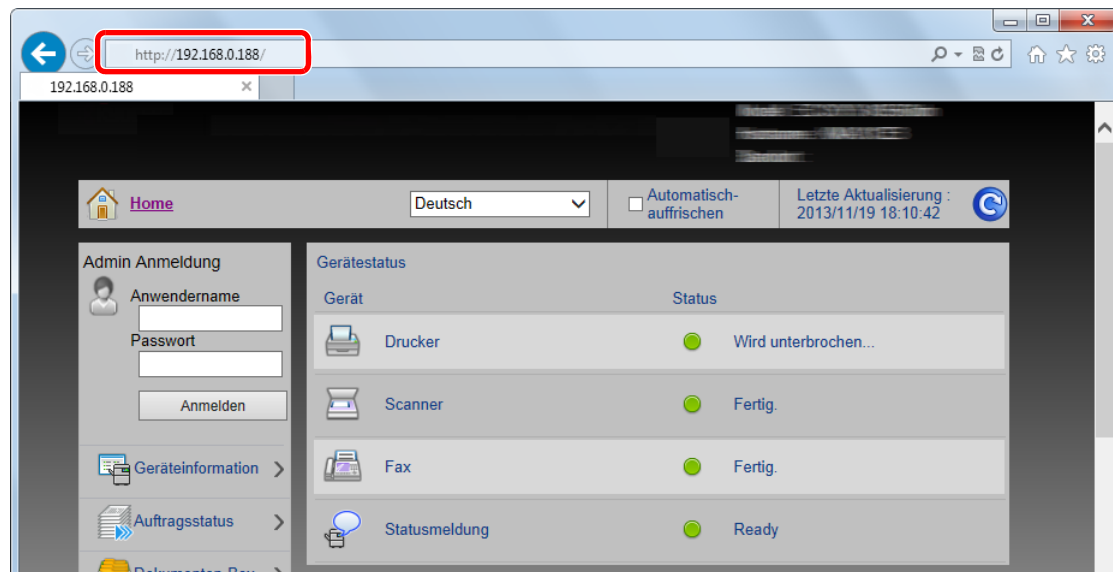 http://192.168.0.188/
192.168.0.188
Home
Deutsch
Automatisch-
auffrischen
Letzte Aktualisierung :
2013/11/19 18:10:42
Admin Anmeldung
Anwendername
Passwort
Anmelden
Geräteinformation
Auftragsstatus
Dokumenten-Box
Gerätestatus
Gerät Status
Drucker Wird unterbrochen...
Scanner Fertig.
Fax Fertig.
Statusmeldung Ready